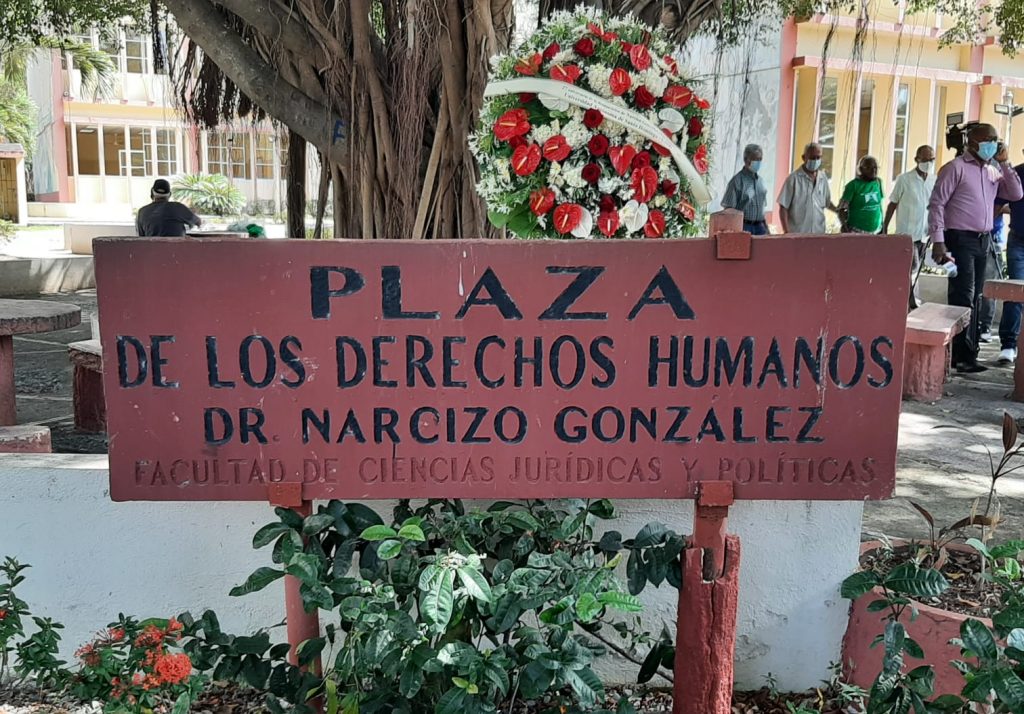 PLAZA
DE LOS DERECHOS HUMANOS
DR. NARCIZO GONZALEZ
FACULTAD DE CIENCIAS JURÍDICAS Y POLÍTICAS